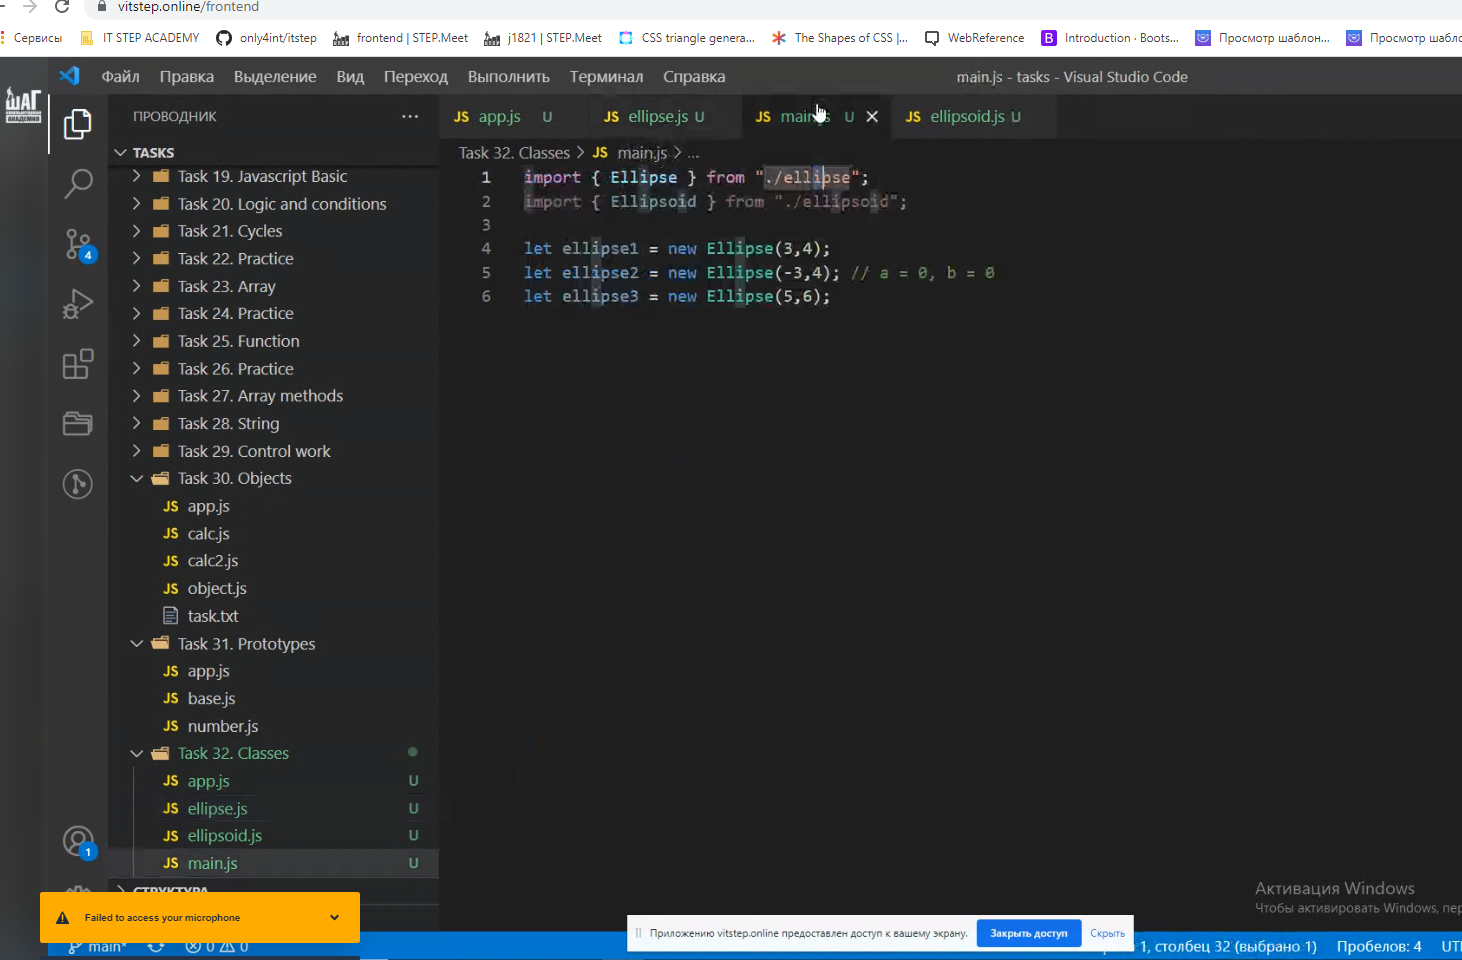 vitstep.online/frontend
Сервисы IT STEP ACADEMY only4int/itstep frontend | STEP.Meet j1821 | STEP.Meet CSS triangle genera... The Shapes of CSS |... WebReference Introduction · Boots... Просмотр шаблон... Просмотр шабло
ШАГ
Файл Правка Выделение Вид Переход Выполнить Терминал Справка main.js - tasks - Visual Studio Code
ПРОВОДНИК ...
JS app.js U JS ellipse.js U JS main.js U JS ellipsoid.js U
TASKS
Task 32. Classes > JS main.js > ...
Task 19. Javascript Basic
Task 20. Logic and conditions
Task 21. Cycles
Task 22. Practice
Task 23. Array
Task 24. Practice
Task 25. Function
Task 26. Practice
Task 27. Array methods
Task 28. String
Task 29. Control work
Task 30. Objects
JS app.js
JS calc.js
JS calc2.js
JS object.js
task.txt
Task 31. Prototypes
JS app.js
JS base.js
JS number.js
Task 32. Classes
JS app.js U
JS ellipse.js U
JS ellipsoid.js U
JS main.js U
СТРУКТУРА
4
1
1 import { Ellipse } from "./ellipse";
2 import { Ellipsoid } from "./ellipsoid";
3
4 let ellipse1 = new Ellipse(3,4);
5 let ellipse2 = new Ellipse(-3,4); // a = 0, b = 0
6 let ellipse3 = new Ellipse(5,6);
Активация Windows
Чтобы активировать Windows, пер
Failed to access your microphone
Приложению vitstep.online предоставлен доступ к вашему экрану. Закрыть доступ Скрыть
main* 0 0 1, столбец 32 (выбрано 1) Пробелов: 4 UT